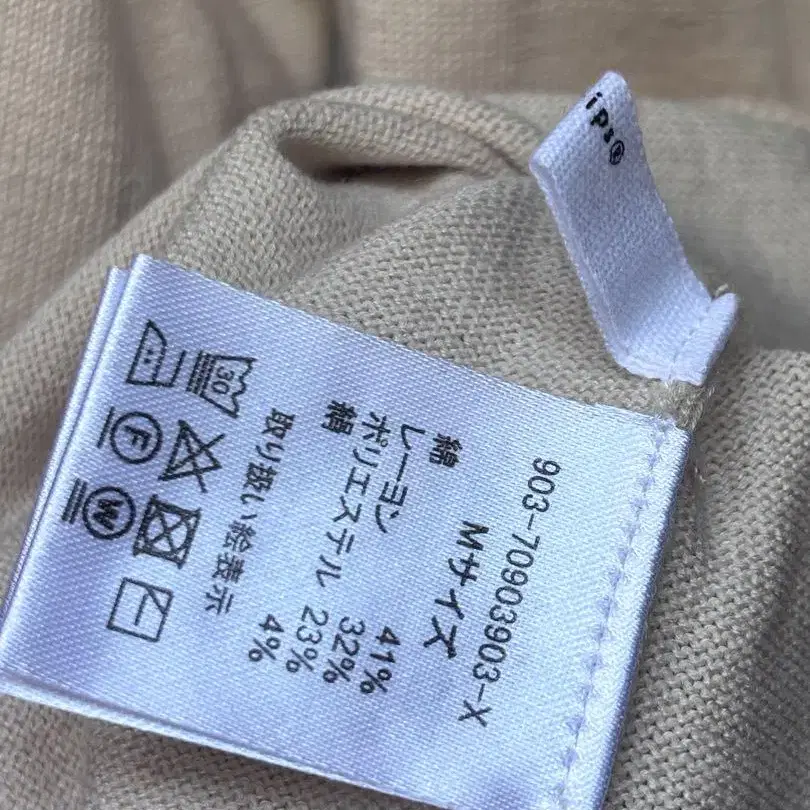 ips®
903-70903903-X
Mサイズ
綿 41%
レーヨン 32%
ポリエステル 23%
絹 4%
取り扱い絵表示
30
F
W